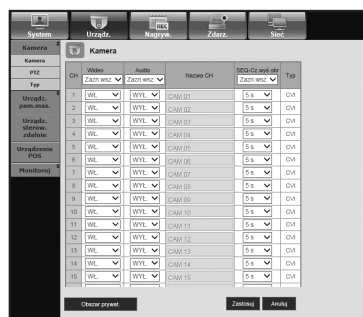 System Urządz. Nagryw. Zdarz. Sieć
Kamera
Kamera
PTZ
Typ
Urządz. pam.mas.
Urządz. sterow. zdalnie
Urządzenie POS
Monitoruj
Kamera
CH Wideo Audio Nazwa CH SEQ-Cz.wyś.obr Typ
Zazn.wsz Zazn.wsz Zazn.wsz
1 WŁ. WYŁ. CAM 01 5 s CVI
2 WŁ. WYŁ. CAM 02 5 s CVI
3 WŁ. WYŁ. CAM 03 5 s CVI
4 WŁ. WYŁ. CAM 04 5 s CVI
5 WŁ. WYŁ. CAM 05 5 s CVI
6 WŁ. WYŁ. CAM 06 5 s CVI
7 WŁ. WYŁ. CAM 07 5 s CVI
8 WŁ. WYŁ. CAM 08 5 s CVI
9 WŁ. WYŁ. CAM 09 5 s CVI
10 WŁ. WYŁ. CAM 10 5 s CVI
11 WŁ. WYŁ. CAM 11 5 s CVI
12 WŁ. WYŁ. CAM 12 5 s CVI
13 WŁ. WYŁ. CAM 13 5 s CVI
14 WŁ. WYŁ. CAM 14 5 s CVI
15 WŁ. WYŁ. CAM 15 5 s CVI
Obszar prywat. Zastosuj Anuluj